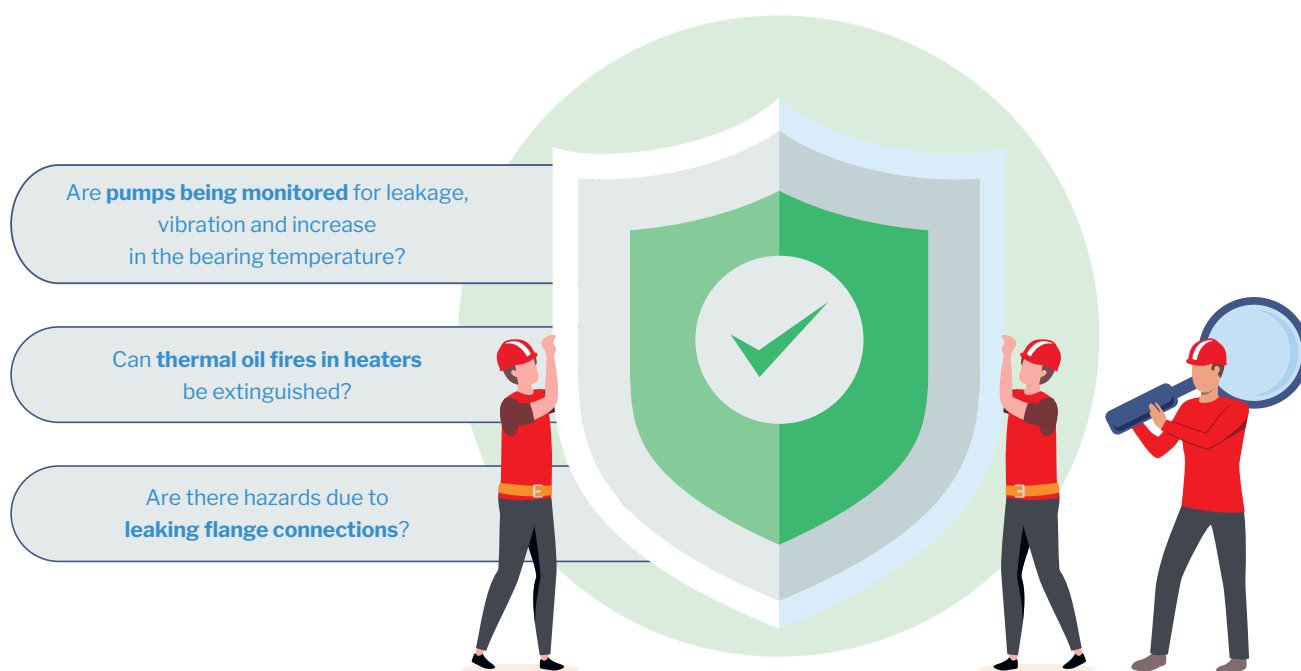 Are pumps being monitored for leakage,
vibration and increase
in the bearing temperature?
Can thermal oil fires in heaters
be extinguished?
Are there hazards due to
leaking flange connections?